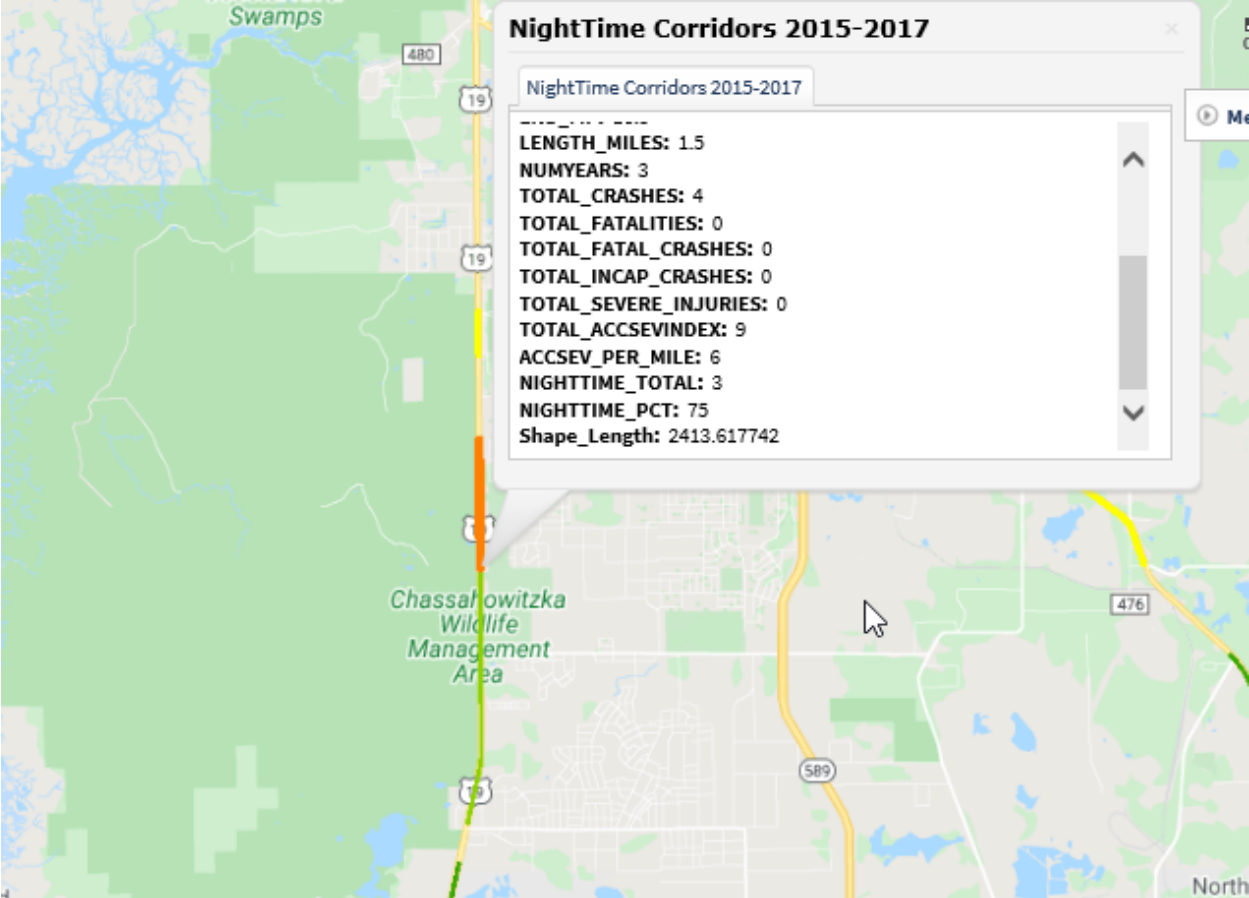 Swamps
480
19
NightTime Corridors 2015-2017
NightTime Corridors 2015-2017
LENGTH_MILES: 1.5
NUMYEARS: 3
TOTAL_CRASHES: 4
TOTAL_FATALITIES: 0
TOTAL_FATAL_CRASHES: 0
TOTAL_INCAP_CRASHES: 0
TOTAL_SEVERE_INJURIES: 0
TOTAL_ACCSEVINDEX: 9
ACCSEV_PER_MILE: 6
NIGHTTIME_TOTAL: 3
NIGHTTIME_PCT: 75
Shape_Length: 2413.617742
Me
19
Chassahowitzka
Wildlife
Management
Area
476
589
19
North